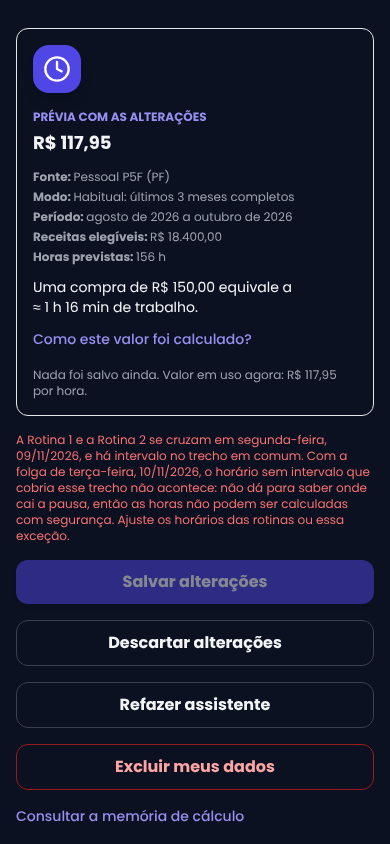 PRÉVIA COM AS ALTERAÇÕES
R$ 117,95
Fonte: Pessoal P5F (PF)
Modo: Habitual: últimos 3 meses completos
Período: agosto de 2026 a outubro de 2026
Receitas elegíveis: R$ 18.400,00
Horas previstas: 156 h
Uma compra de R$ 150,00 equivale a
≈ 1 h 16 min de trabalho.
Como este valor foi calculado?
Nada foi salvo ainda. Valor em uso agora: R$ 117,95
por hora.
A Rotina 1 e a Rotina 2 se cruzam em segunda-feira,
09/11/2026, e há intervalo no trecho em comum. Com a
folga de terça-feira, 10/11/2026, o horário sem intervalo que
cobria esse trecho não acontece: não dá para saber onde
cai a pausa, então as horas não podem ser calculadas
com segurança. Ajuste os horários das rotinas ou essa
exceção.
Salvar alterações
Descartar alterações
Refazer assistente
Excluir meus dados
Consultar a memória de cálculo